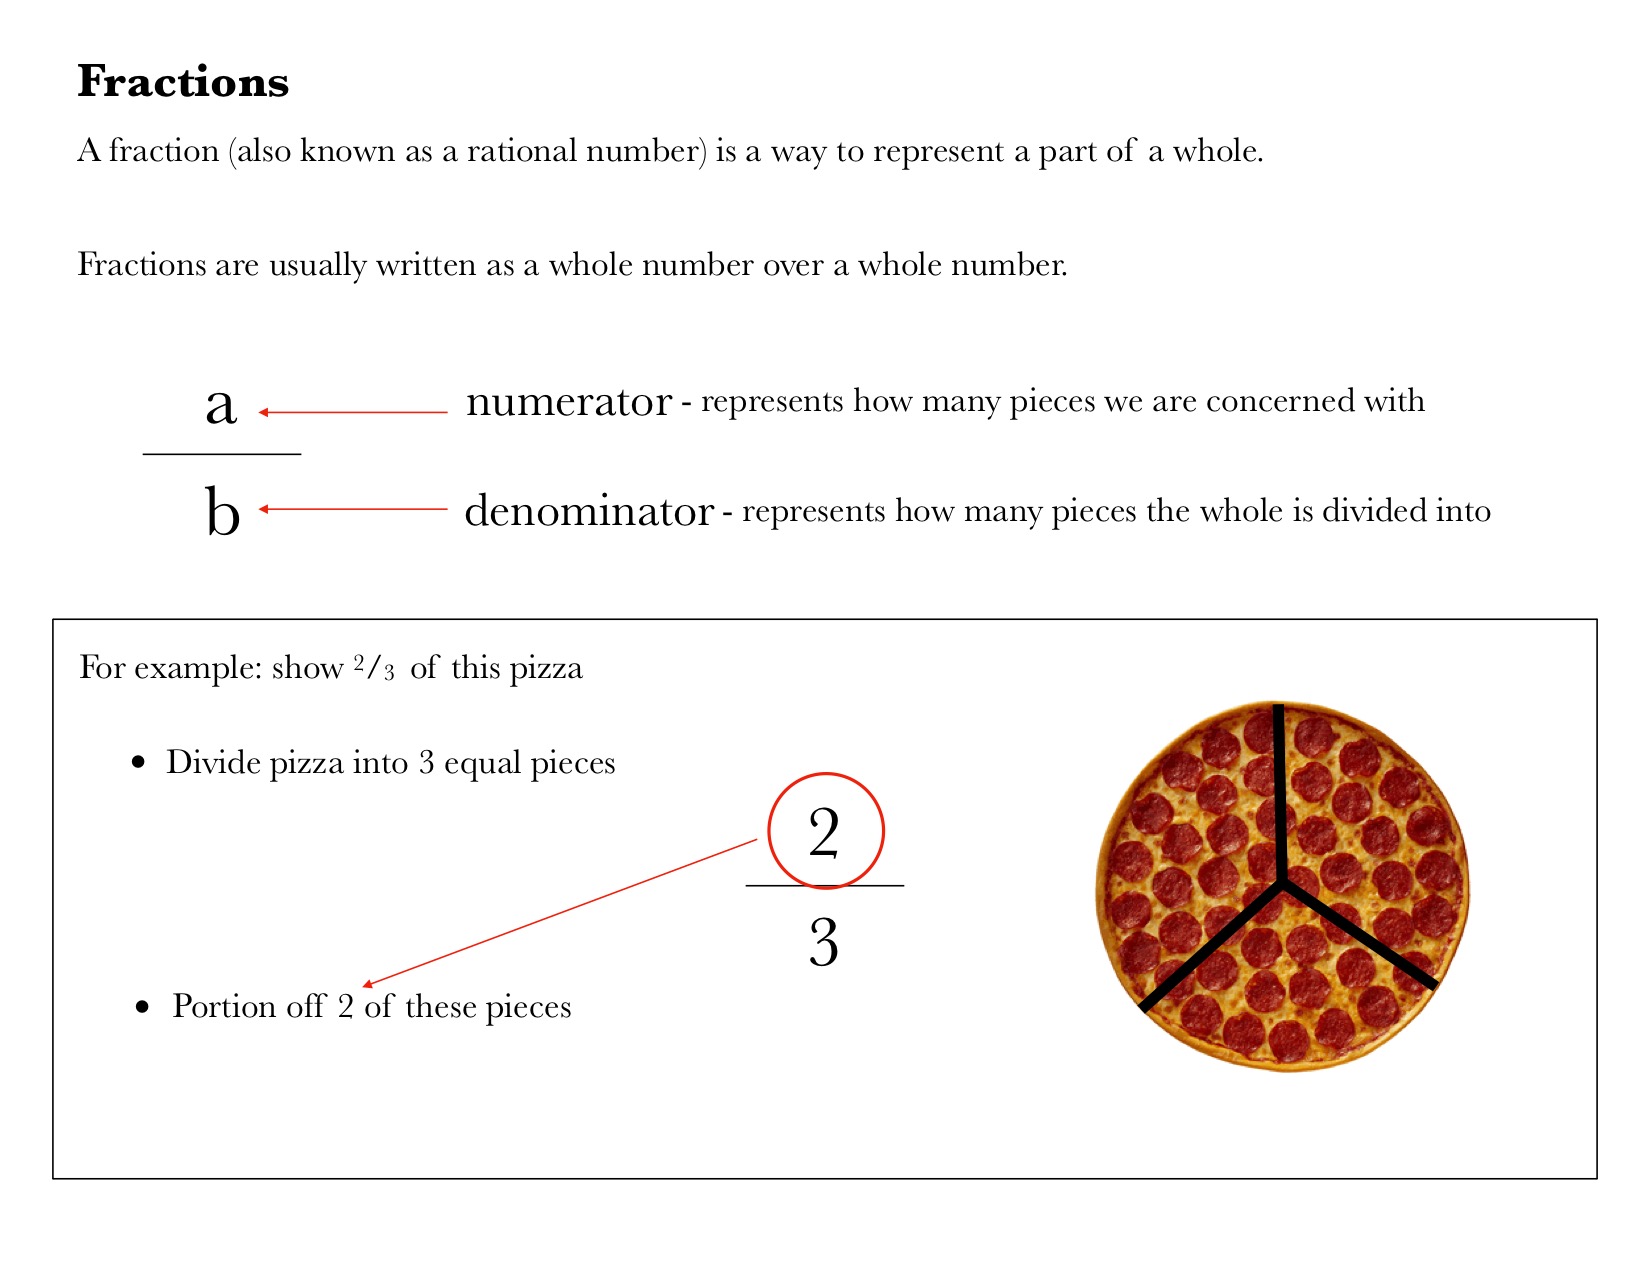 Fractions
A fraction (also known as a rational number) is a way to represent a part of a whole.
Fractions are usually written as a whole number over a whole number.
a
numerator - represents how many pieces we are concerned with
b
denominator - represents how many pieces the whole is divided into
For example: show 2/3 of this pizza
• Divide pizza into 3 equal pieces
2
3
• Portion off 2 of these pieces